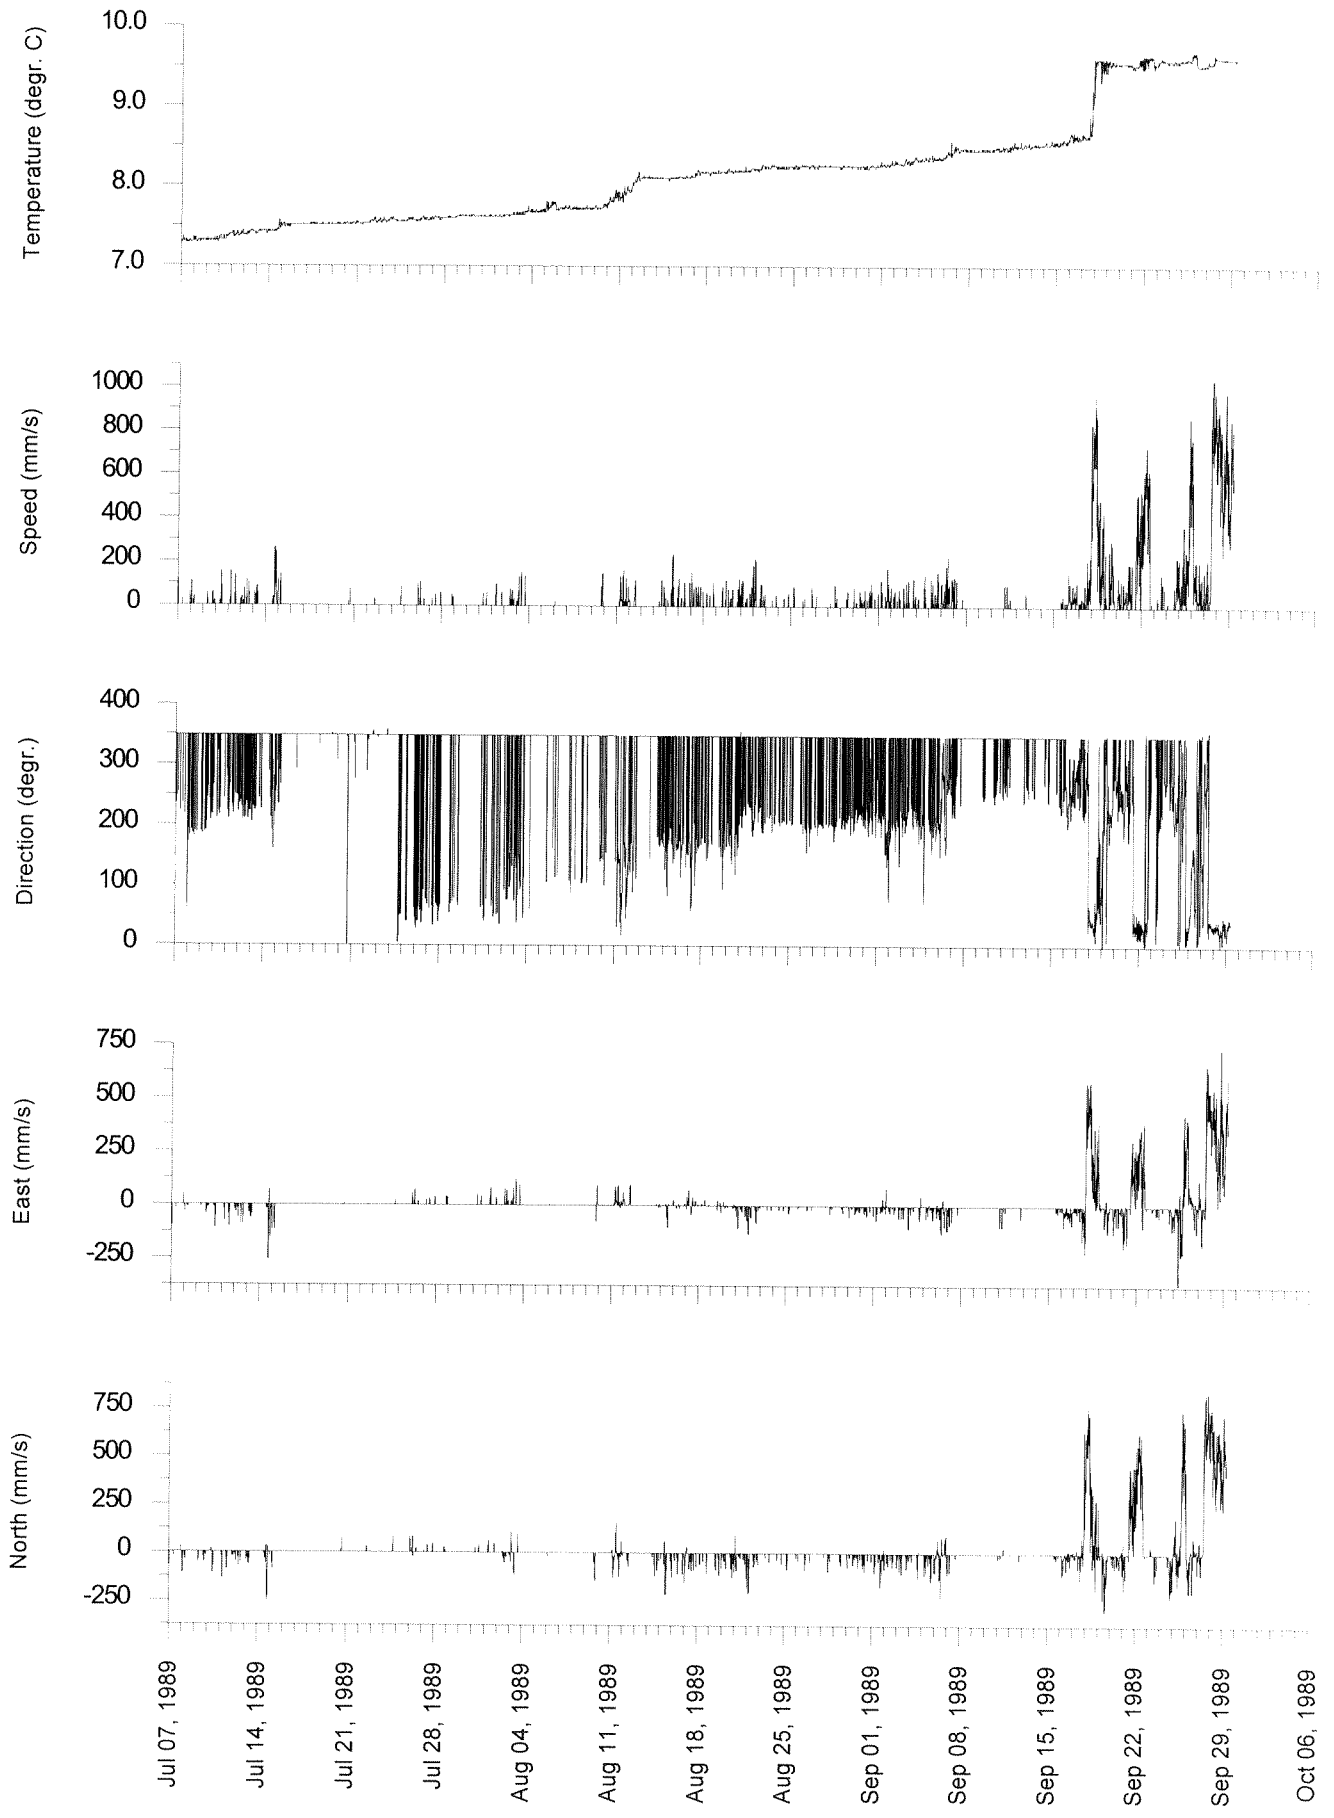 Temperature (degr. C)
10.0
9.0
8.0
7.0
Speed (mm/s)
1000
800
600
400
200
0
Direction (degr.)
400
300
200
100
0
East (mm/s)
750
500
250
0
-250
North (mm/s)
750
500
250
0
-250
Jul 07, 1989
Jul 14, 1989
Jul 21, 1989
Jul 28, 1989
Aug 04, 1989
Aug 11, 1989
Aug 18, 1989
Aug 25, 1989
Sep 01, 1989
Sep 08, 1989
Sep 15, 1989
Sep 22, 1989
Sep 29, 1989
Oct 06, 1989